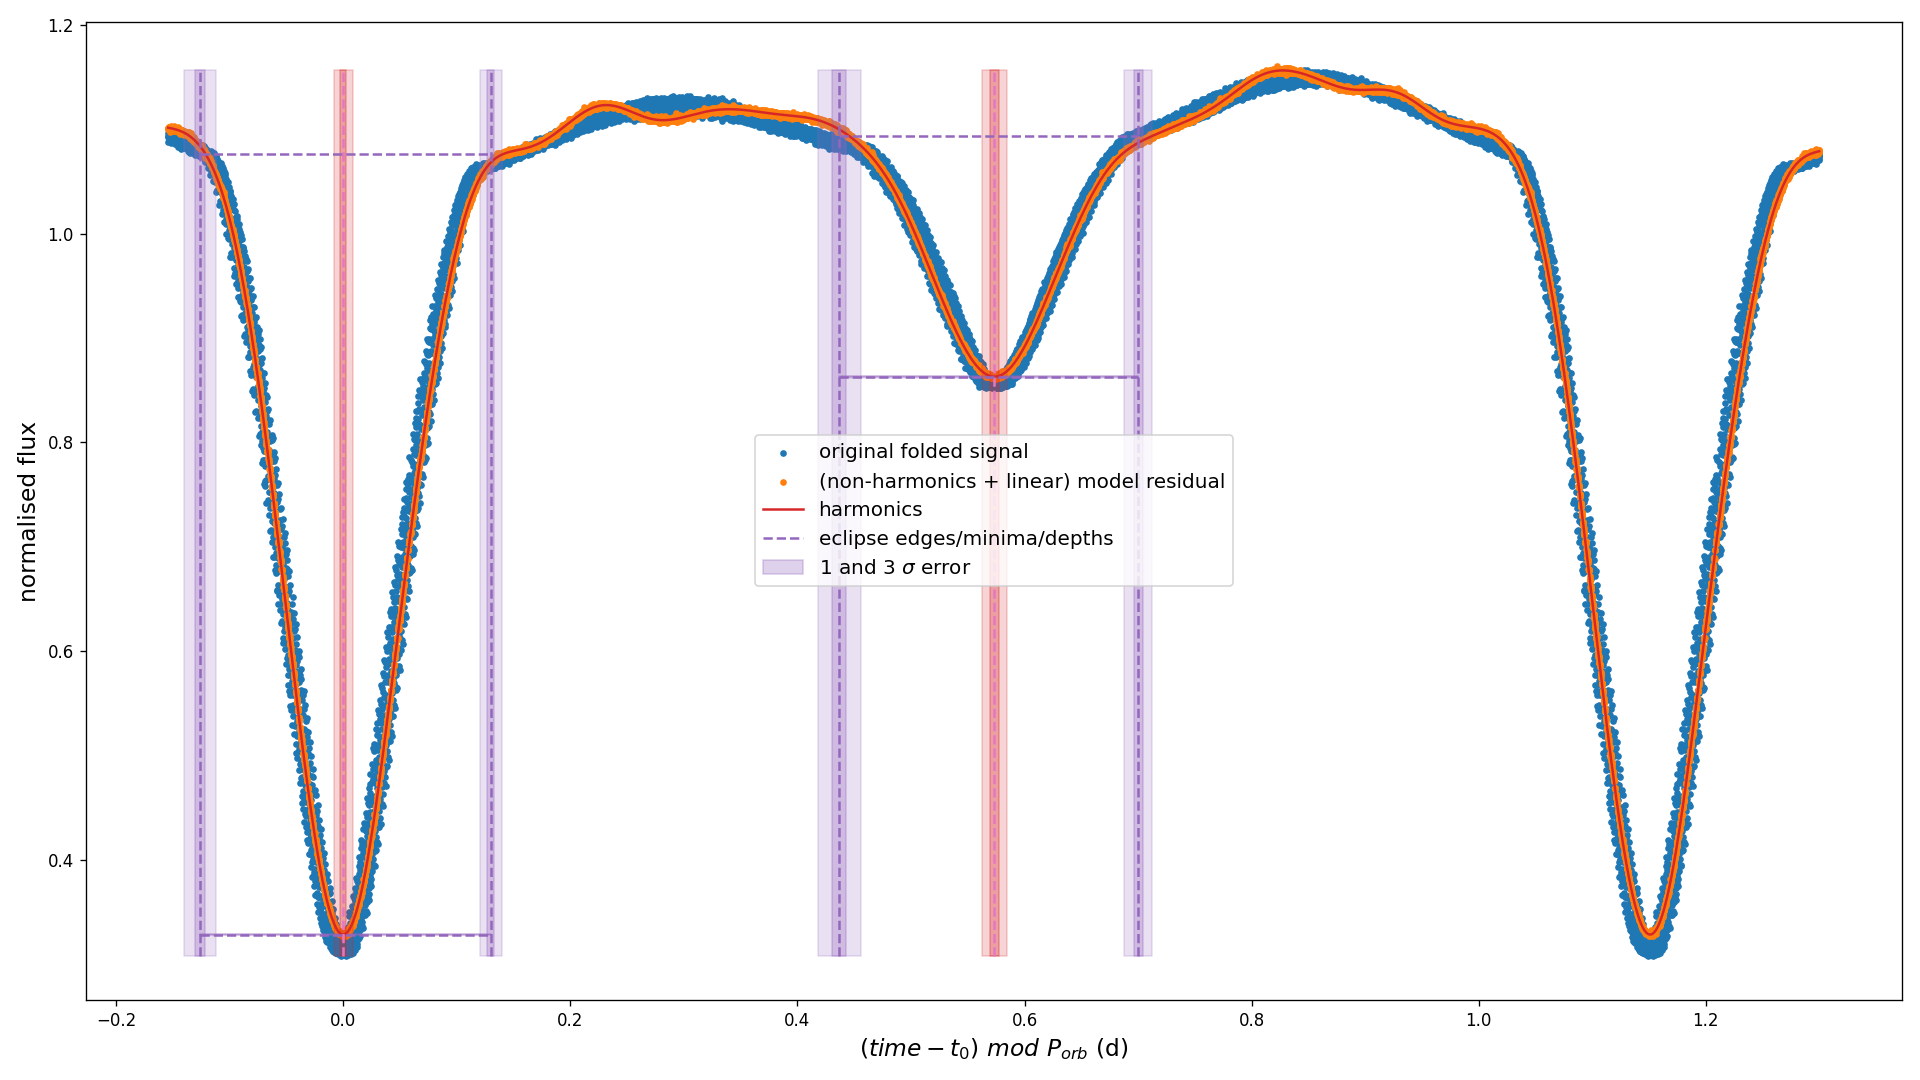 1.2
1.0
0.8
0.6
0.4
normalised flux
original folded signal
(non-harmonics + linear) model residual
harmonics
eclipse edges/minima/depths
1 and 3 σ error
−0.2 0.0 0.2 0.4 0.6 0.8 1.0 1.2
(time − t₀) mod Pₒᵣb (d)